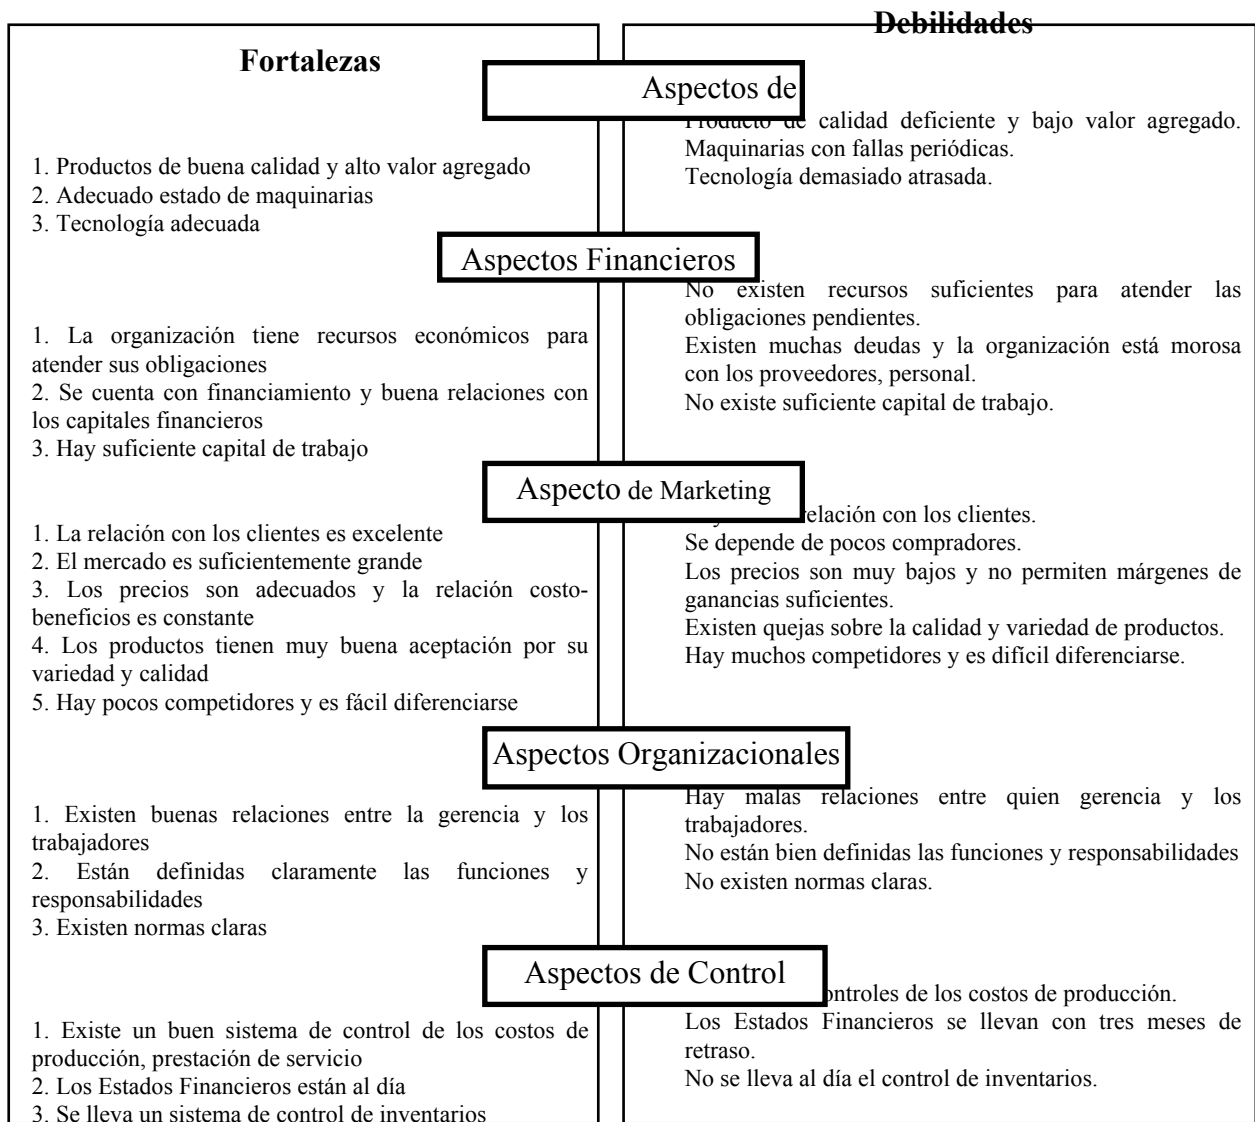 Fortalezas
Debilidades
Aspectos de
1. Productos de buena calidad y alto valor agregado
2. Adecuado estado de maquinarias
3. Tecnología adecuada
Producto de calidad deficiente y bajo valor agregado.
Maquinarias con fallas periódicas.
Tecnología demasiado atrasada.
Aspectos Financieros
1. La organización tiene recursos económicos para
atender sus obligaciones
2. Se cuenta con financiamiento y buena relaciones con
los capitales financieros
3. Hay suficiente capital de trabajo
No existen recursos suficientes para atender las
obligaciones pendientes.
Existen muchas deudas y la organización está morosa
con los proveedores, personal.
No existe suficiente capital de trabajo.
Aspecto de Marketing
1. La relación con los clientes es excelente
2. El mercado es suficientemente grande
3. Los precios son adecuados y la relación costo-
beneficios es constante
4. Los productos tienen muy buena aceptación por su
variedad y calidad
5. Hay pocos competidores y es fácil diferenciarse
relación con los clientes.
Se depende de pocos compradores.
Los precios son muy bajos y no permiten márgenes de
ganancias suficientes.
Existen quejas sobre la calidad y variedad de productos.
Hay muchos competidores y es difícil diferenciarse.
Aspectos Organizacionales
1. Existen buenas relaciones entre la gerencia y los
trabajadores
2. Están definidas claramente las funciones y
responsabilidades
3. Existen normas claras
Hay malas relaciones entre quien gerencia y los
trabajadores.
No están bien definidas las funciones y responsabilidades
No existen normas claras.
Aspectos de Control
1. Existe un buen sistema de control de los costos de
producción, prestación de servicio
2. Los Estados Financieros están al día
3. Se lleva un sistema de control de inventarios
ontroles de los costos de producción.
Los Estados Financieros se llevan con tres meses de
retraso.
No se lleva al día el control de inventarios.